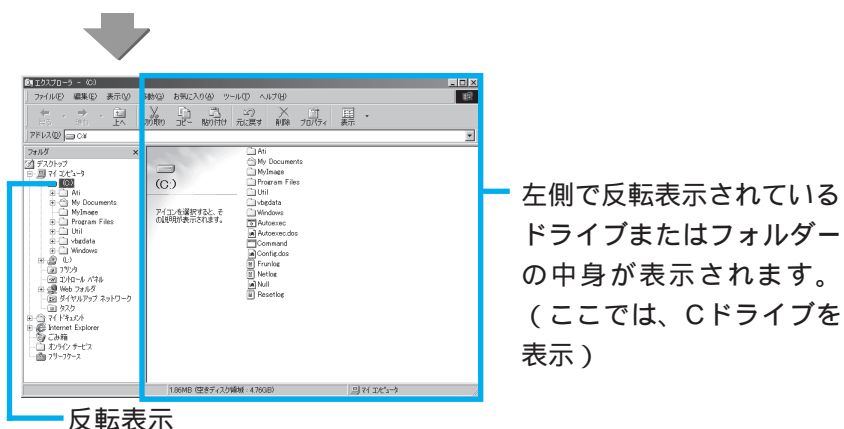 エクスプローラ - (C:)
ファイル(F) 編集(E) 表示(V) 移動(G) お気に入り(A) ツール(T) ヘルプ(H)
戻る 進む 上へ 切り取り コピー 貼り付け 元に戻す 削除 プロパティ 表示
アドレス(D) C:¥
フォルダ ×
デスクトップ
マイ コンピュータ
(C:)
Ati
My Documents
MyImage
Program Files
Util
vbgdata
Windows
(L:)
プリンタ
コントロール パネル
Web フォルダ
ダイヤルアップ ネットワーク
タスク
マイ ドキュメント
Internet Explorer
ごみ箱
オンライン サービス
ブリーフケース
(C:)
アイコンを選択すると、そ
の説明が表示されます。
Ati
My Documents
MyImage
Program Files
Util
vbgdata
Windows
Autoexec
Autoexec.dos
Command
Config.dos
Frunlog
Netlog
Null
Resetlog
1.86MB (空きディスク領域 : 4.76GB) マイ コンピュータ
左側で反転表示されている
ドライブまたはフォルダー
の中身が表示されます。
（ここでは、Cドライブを
表示）
反転表示